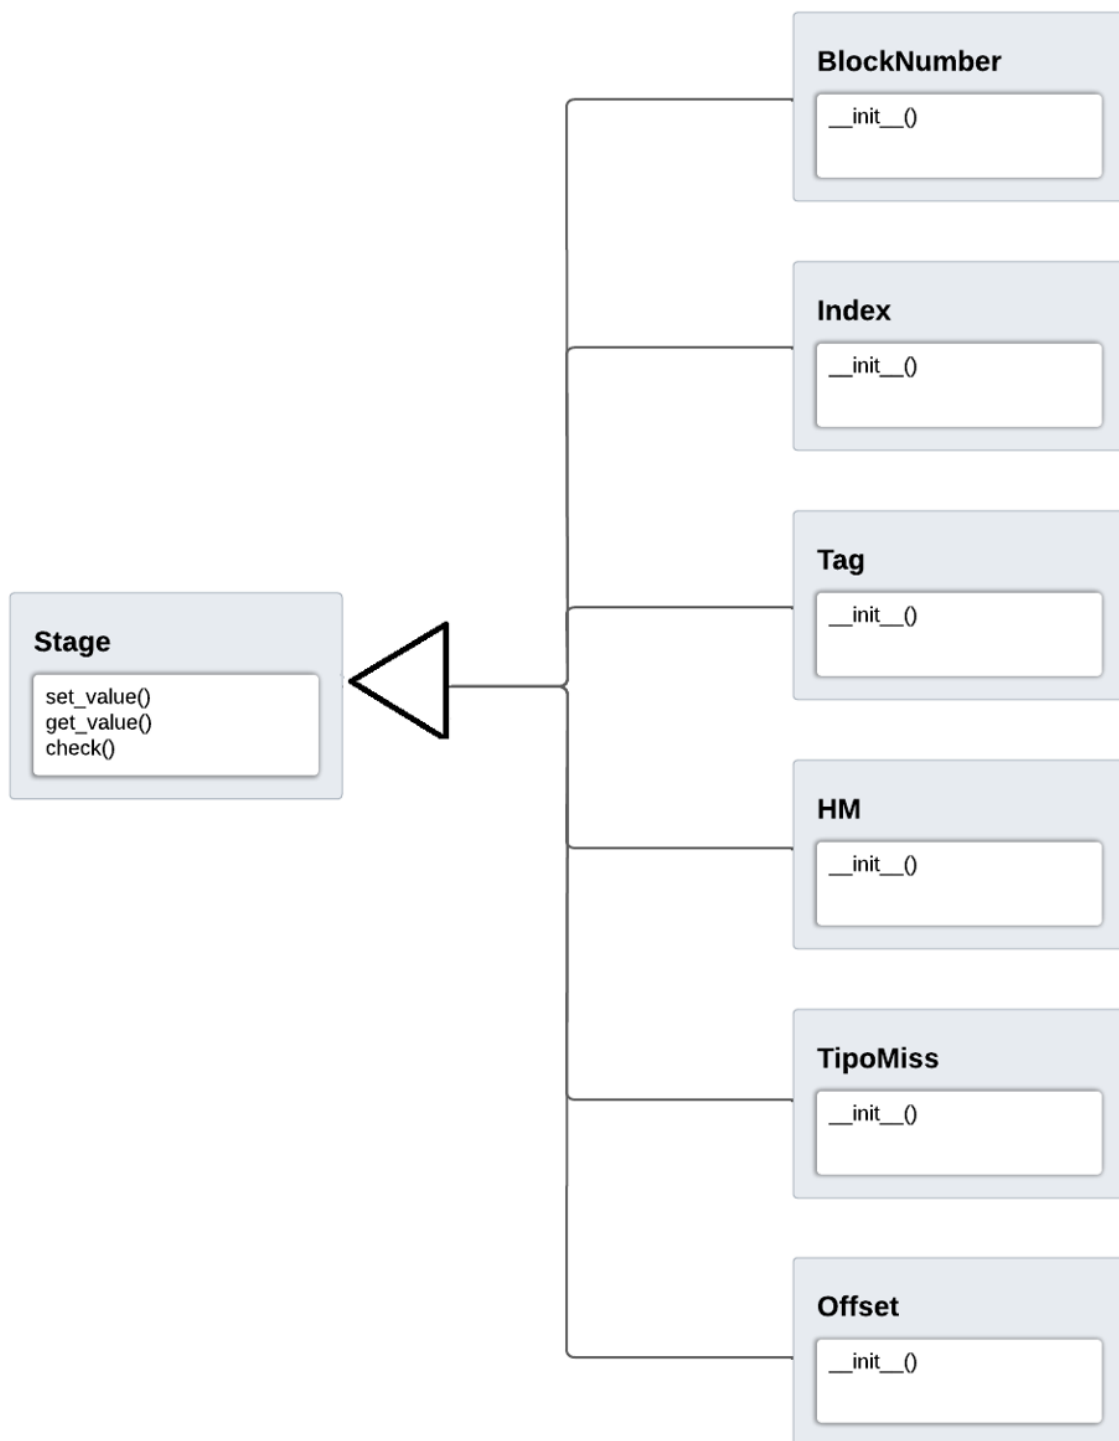 BlockNumber
__init__()
Index
__init__()
Tag
__init__()
Stage
set_value()
get_value()
check()
HM
__init__()
TipoMiss
__init__()
Offset
__init__()